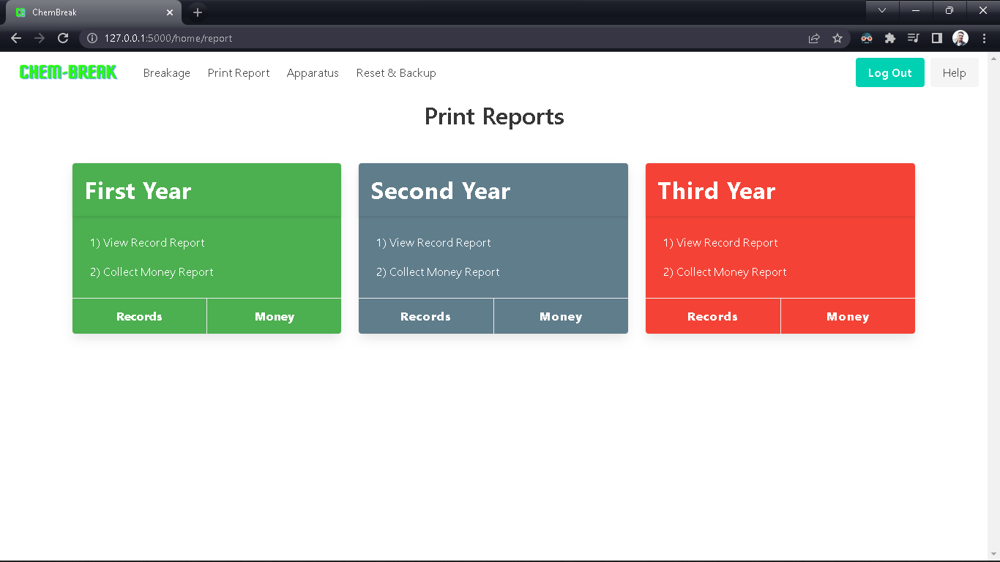 ChemBreak
127.0.0.1:5000/home/report
CHEM-BREAK Breakage Print Report Apparatus Reset & Backup Log Out Help
Print Reports
First Year Second Year Third Year
1) View Record Report 1) View Record Report 1) View Record Report
2) Collect Money Report 2) Collect Money Report 2) Collect Money Report
Records Money Records Money Records Money